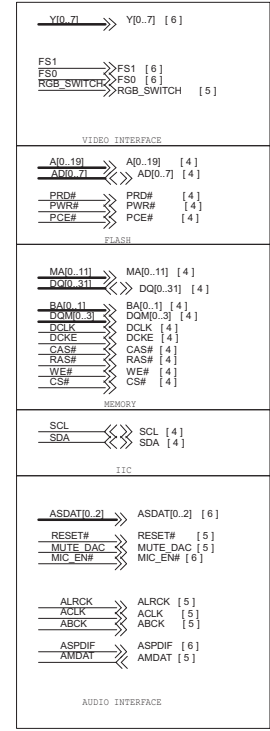 Y[0..7] Y[0..7] [ 6 ]
FS1 FS1 [ 6 ]
FS0 FS0 [ 6 ]
RGB_SWITCH RGB_SWITCH [ 5 ]
VIDEO INTERFACE
A[0..19] A[0..19] [ 4 ]
AD[0..7] AD[0..7] [ 4 ]
PRD# PRD# [ 4 ]
PWR# PWR# [ 4 ]
PCE# PCE# [ 4 ]
FLASH
MA[0..11] MA[0..11] [ 4 ]
DQ[0..31] DQ[0..31] [ 4 ]
BA[0..1] BA[0..1] [ 4 ]
DQM[0..3] DQM[0..3] [ 4 ]
DCLK DCLK [ 4 ]
DCKE DCKE [ 4 ]
CAS# CAS# [ 4 ]
RAS# RAS# [ 4 ]
WE# WE# [ 4 ]
CS# CS# [ 4 ]
MEMORY
SCL SCL [ 4 ]
SDA SDA [ 4 ]
IIC
ASDAT[0..2] ASDAT[0..2] [ 6 ]
RESET# RESET# [ 5 ]
MUTE_DAC MUTE_DAC [ 5 ]
MIC_EN# MIC_EN# [ 6 ]
ALRCK ALRCK [ 5 ]
ACLK ACLK [ 5 ]
ABCK ABCK [ 5 ]
ASPDIF ASPDIF [ 6 ]
AMDAT AMDAT [ 5 ]
AUDIO INTERFACE